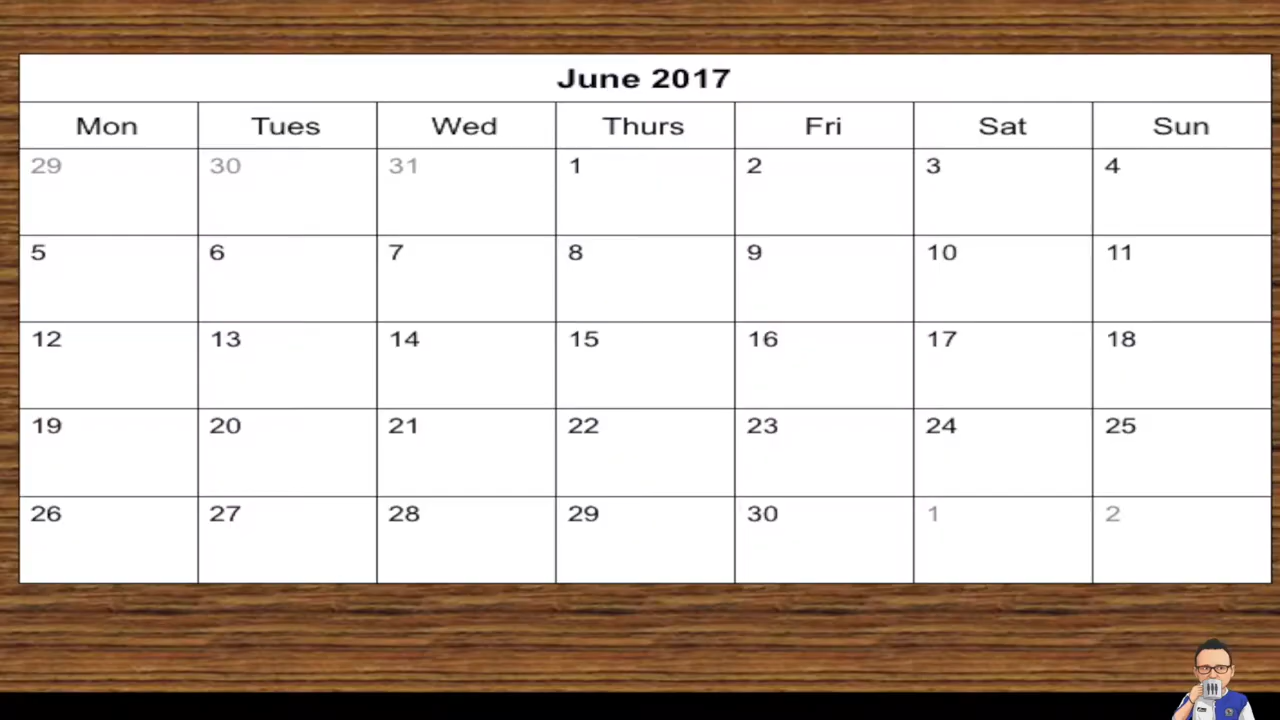 June 2017
Mon Tues Wed Thurs Fri Sat Sun
29 30 31 1 2 3 4
5 6 7 8 9 10 11
12 13 14 15 16 17 18
19 20 21 22 23 24 25
26 27 28 29 30 1 2